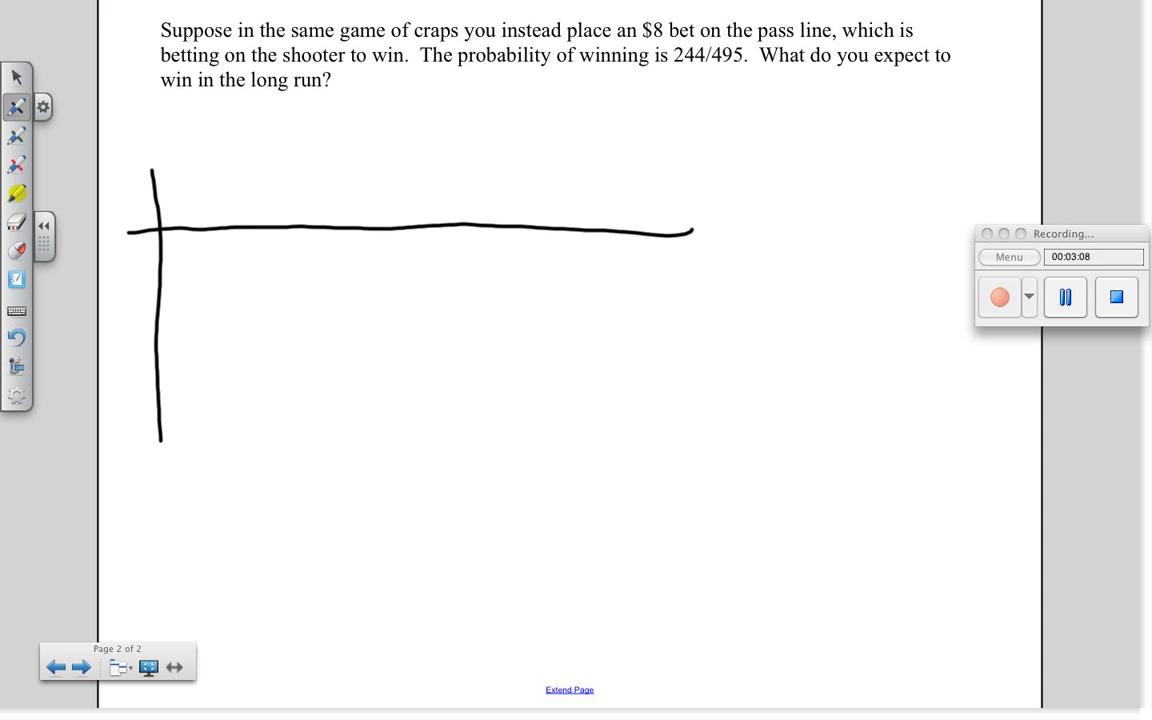 Suppose in the same game of craps you instead place an $8 bet on the pass line, which is
betting on the shooter to win.  The probability of winning is 244/495.  What do you expect to
win in the long run?
Recording...
Menu
00:03:08
Page 2 of 2
Extend Page